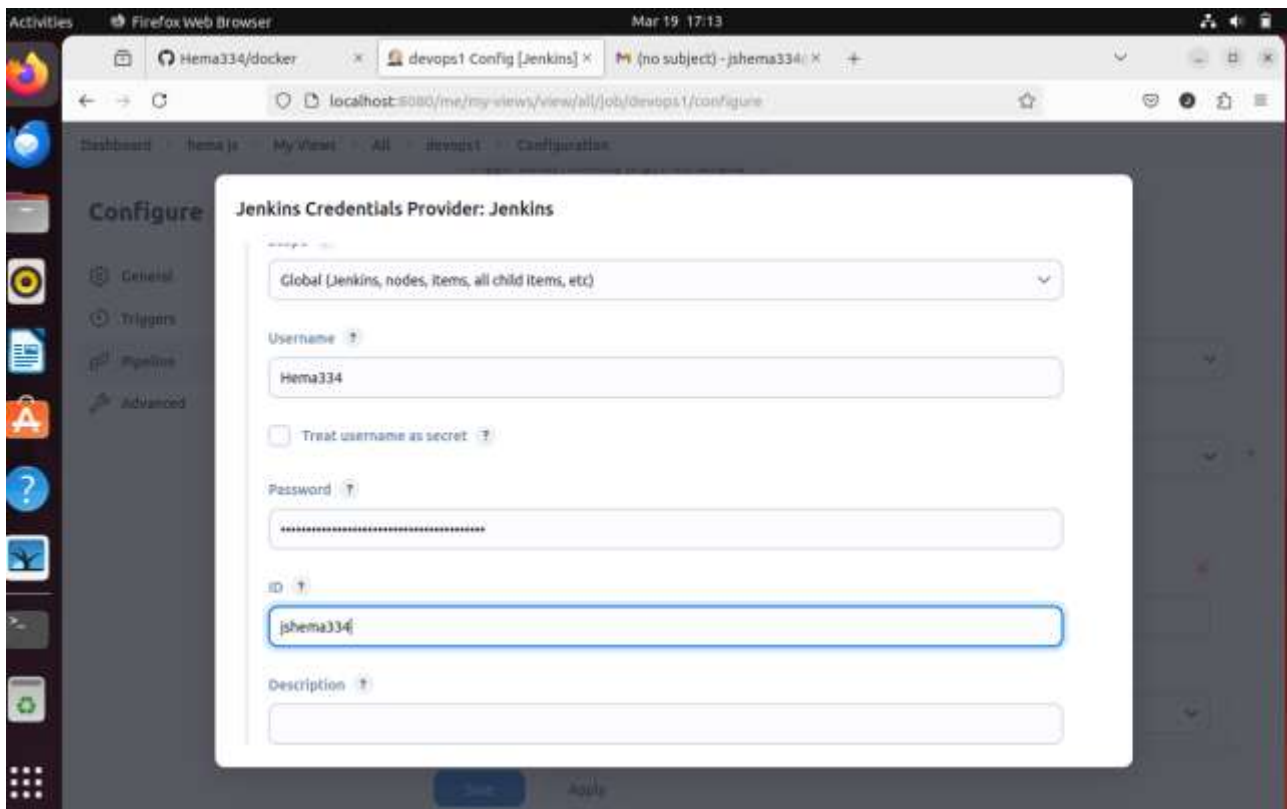 Activities Firefox Web Browser Mar 19 17:13
Hema334/docker × devops1 Config [Jenkins] × (no subject) - jshema334 × +
localhost:8080/me/my-views/view/all/job/devops1/configure
Dashboard hema js My Views All devops1 Configuration
Configure
General
Triggers
Pipeline
Advanced
Jenkins Credentials Provider: Jenkins
Global (Jenkins, nodes, items, all child items, etc)
Username ?
Hema334
Treat username as secret ?
Password ?
ID ?
jshema334
Description ?
Save Apply